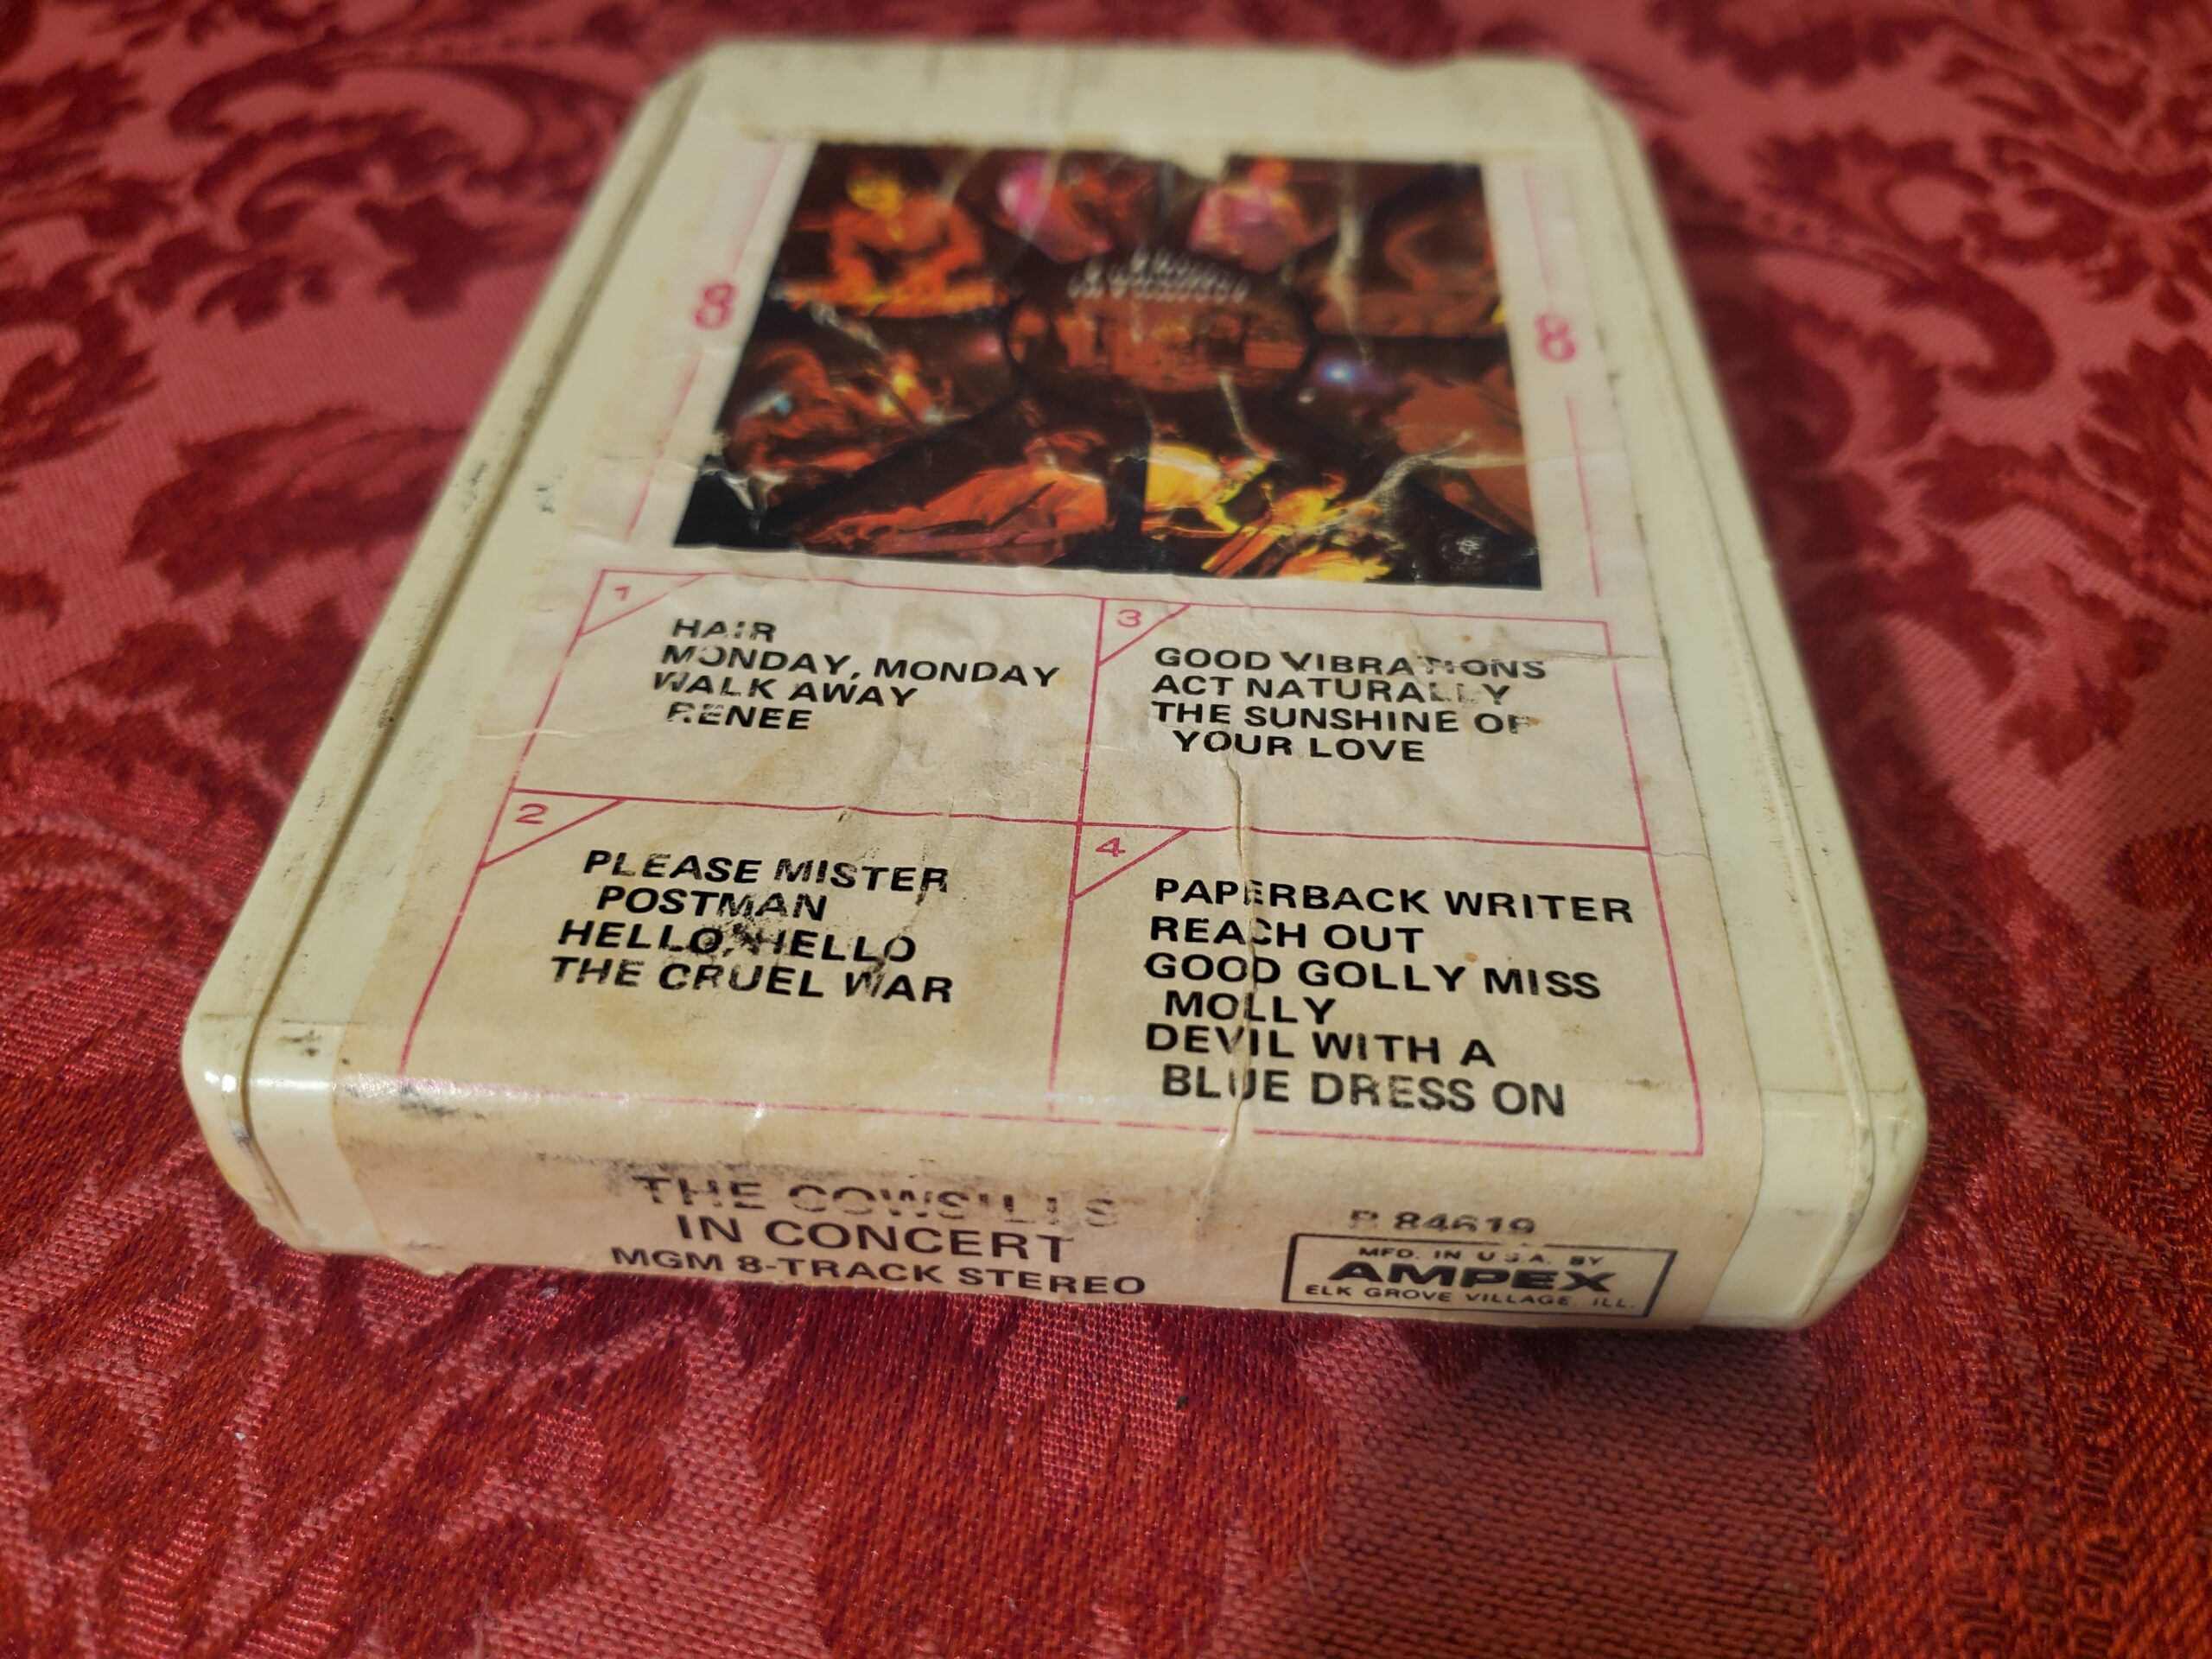 8
8
1
HAIR
MONDAY, MONDAY
WALK AWAY
RENEE
2
PLEASE MISTER
POSTMAN
HELLO, HELLO
THE CRUEL WAR
3
GOOD VIBRATIONS
ACT NATURALLY
THE SUNSHINE OF
YOUR LOVE
4
PAPERBACK WRITER
REACH OUT
GOOD GOLLY MISS
MOLLY
DEVIL WITH A
BLUE DRESS ON
THE COWSILLS
IN CONCERT
MGM 8-TRACK STEREO
84619
MFD. IN U.S.A. BY
AMPEX
ELK GROVE VILLAGE, ILL.